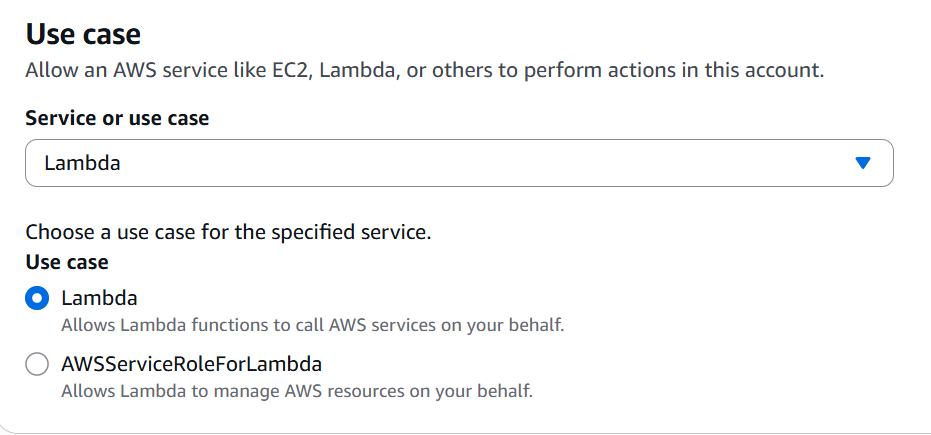 Use case
Allow an AWS service like EC2, Lambda, or others to perform actions in this account.
Service or use case
Lambda
Choose a use case for the specified service.
Use case
Lambda
Allows Lambda functions to call AWS services on your behalf.
AWSServiceRoleForLambda
Allows Lambda to manage AWS resources on your behalf.